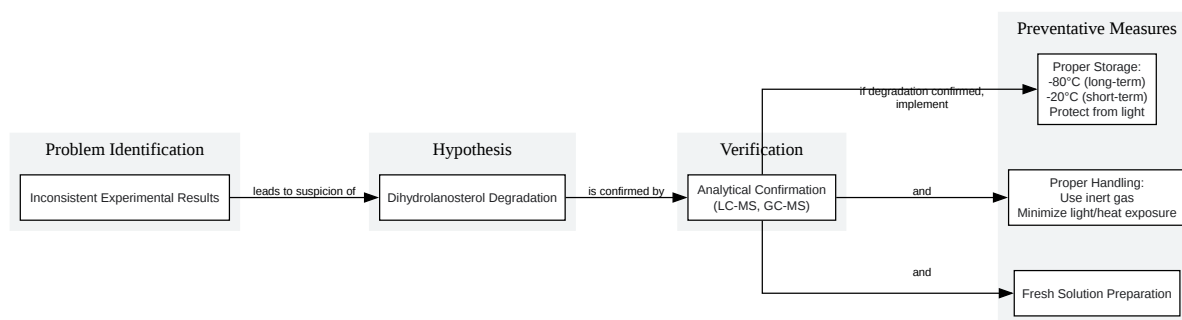 Preventative Measures
Proper Storage:
-80°C (long-term)
-20°C (short-term)
Protect from light
if degradation confirmed,
implement
Problem Identification
Hypothesis
Verification
Inconsistent Experimental Results
leads to suspicion of
Dihydrolanosterol Degradation
is confirmed by
Analytical Confirmation
(LC-MS, GC-MS)
and
Proper Handling:
Use inert gas
Minimize light/heat exposure
and
Fresh Solution Preparation